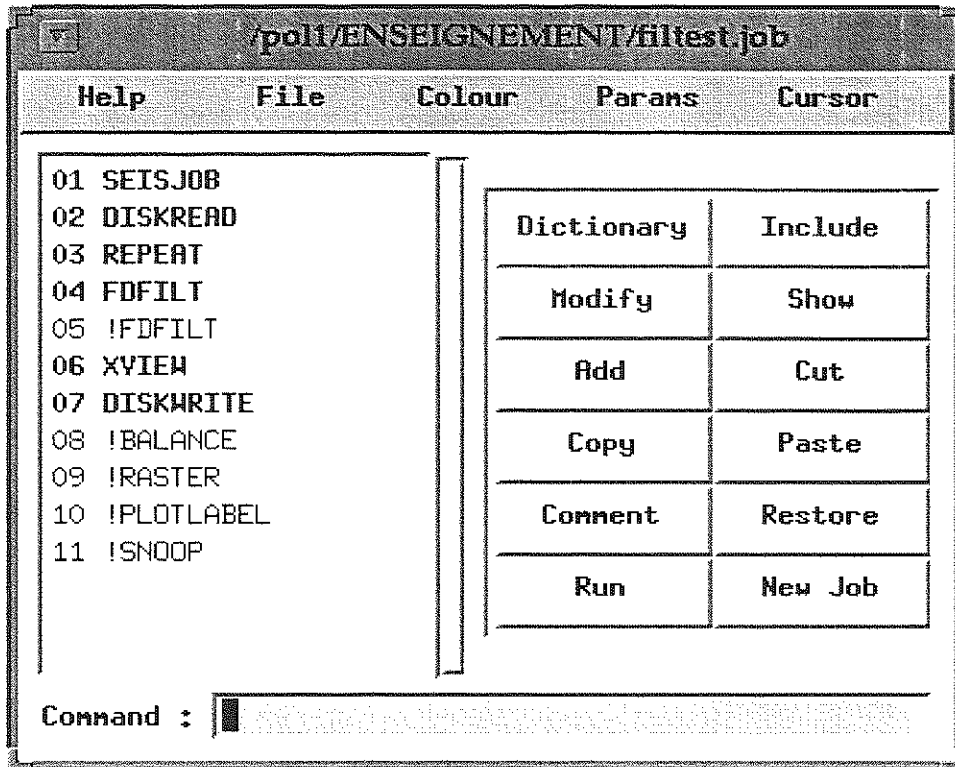 /pol1/ENSEIGNEMENT/filtest.job
Help File Colour Params Cursor
01 SEISJOB
02 DISKREAD
03 REPEAT
04 FDFILT
05 !FDFILT
06 XVIEW
07 DISKWRITE
08 !BALANCE
09 !RASTER
10 !PLOTLABEL
11 !SNOOP
Dictionary Include
Modify Show
Add Cut
Copy Paste
Comment Restore
Run New Job
Command :